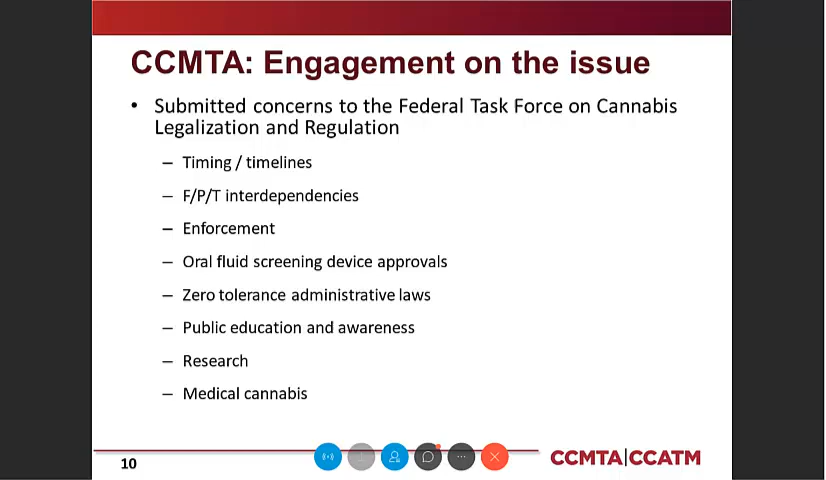 CCMTA: Engagement on the issue
• Submitted concerns to the Federal Task Force on Cannabis
Legalization and Regulation
– Timing / timelines
– F/P/T interdependencies
– Enforcement
– Oral fluid screening device approvals
– Zero tolerance administrative laws
– Public education and awareness
– Research
– Medical cannabis
10
CCMTA|CCATM